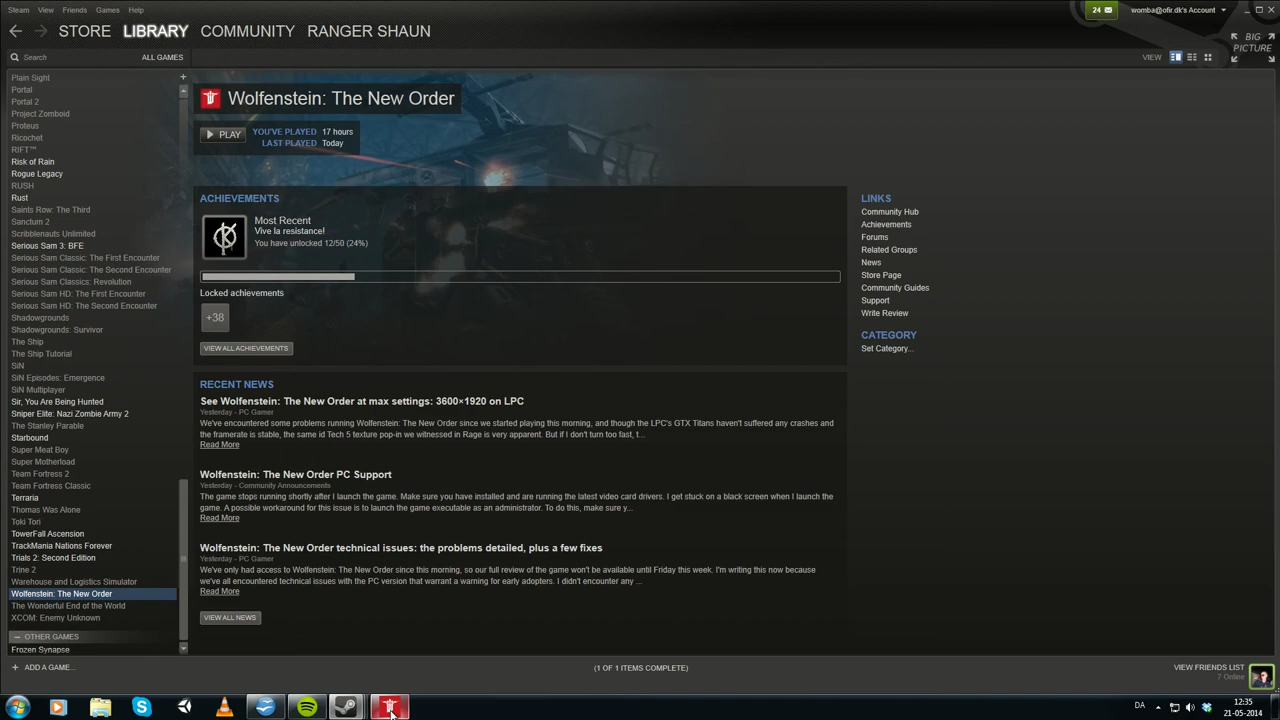 Steam View Friends Games Help
24 womba@ofir.dk's Account
STORE LIBRARY COMMUNITY RANGER SHAUN
BIG PICTURE
Search ALL GAMES VIEW
Plain Sight
Portal
Portal 2
Project Zomboid
Proteus
Ricochet
RIFT™
Risk of Rain
Rogue Legacy
RUSH
Rust
Saints Row: The Third
Sanctum 2
Scribblenauts Unlimited
Serious Sam 3: BFE
Serious Sam Classic: The First Encounter
Serious Sam Classic: The Second Encounter
Serious Sam Classics: Revolution
Serious Sam HD: The First Encounter
Serious Sam HD: The Second Encounter
Shadowgrounds
Shadowgrounds: Survivor
The Ship
The Ship Tutorial
SiN
SiN Episodes: Emergence
SiN Multiplayer
Sir, You Are Being Hunted
Sniper Elite: Nazi Zombie Army 2
The Stanley Parable
Starbound
Super Meat Boy
Super Motherload
Team Fortress 2
Team Fortress Classic
Terraria
Thomas Was Alone
Toki Tori
TowerFall Ascension
TrackMania Nations Forever
Trials 2: Second Edition
Trine 2
Warehouse and Logistics Simulator
Wolfenstein: The New Order
The Wonderful End of the World
XCOM: Enemy Unknown
OTHER GAMES
Frozen Synapse
Wolfenstein: The New Order
PLAY YOU'VE PLAYED 17 hours
LAST PLAYED Today
ACHIEVEMENTS
Most Recent
Vive la resistance!
You have unlocked 12/50 (24%)
Locked achievements
+38
VIEW ALL ACHIEVEMENTS
RECENT NEWS
See Wolfenstein: The New Order at max settings: 3600×1920 on LPC
Yesterday - PC Gamer
We've encountered some problems running Wolfenstein: The New Order since we started playing this morning, and though the LPC's GTX Titans haven't suffered any crashes and
the framerate is stable, the same id Tech 5 texture pop-in we witnessed in Rage is very apparent. But if I don't turn too fast, t...
Read More
Wolfenstein: The New Order PC Support
Yesterday - Community Announcements
The game stops running shortly after I launch the game. Make sure you have installed and are running the latest video card drivers. I get stuck on a black screen when I launch the
game. A possible workaround for this issue is to launch the game executable as an administrator. To do this, make sure y...
Read More
Wolfenstein: The New Order technical issues: the problems detailed, plus a few fixes
Yesterday - PC Gamer
We've only had access to Wolfenstein: The New Order since this morning, so our full review of the game won't be available until Friday this week. I'm writing this now because
we've all encountered technical issues with the PC version that warrant a warning for early adopters. I didn't encounter any ...
Read More
VIEW ALL NEWS
LINKS
Community Hub
Achievements
Forums
Related Groups
News
Store Page
Community Guides
Support
Write Review
CATEGORY
Set Category...
+ ADD A GAME...
(1 OF 1 ITEMS COMPLETE)
VIEW FRIENDS LIST
7 Online
DA
12:35
21-05-2014